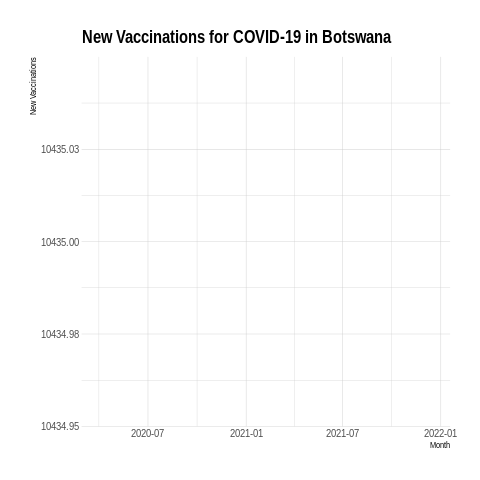 New Vaccinations for COVID-19 in Botswana
New Vaccinations
10435.03
10435.00
10434.98
10434.95
2020-07
2021-01
2021-07
2022-01
Month